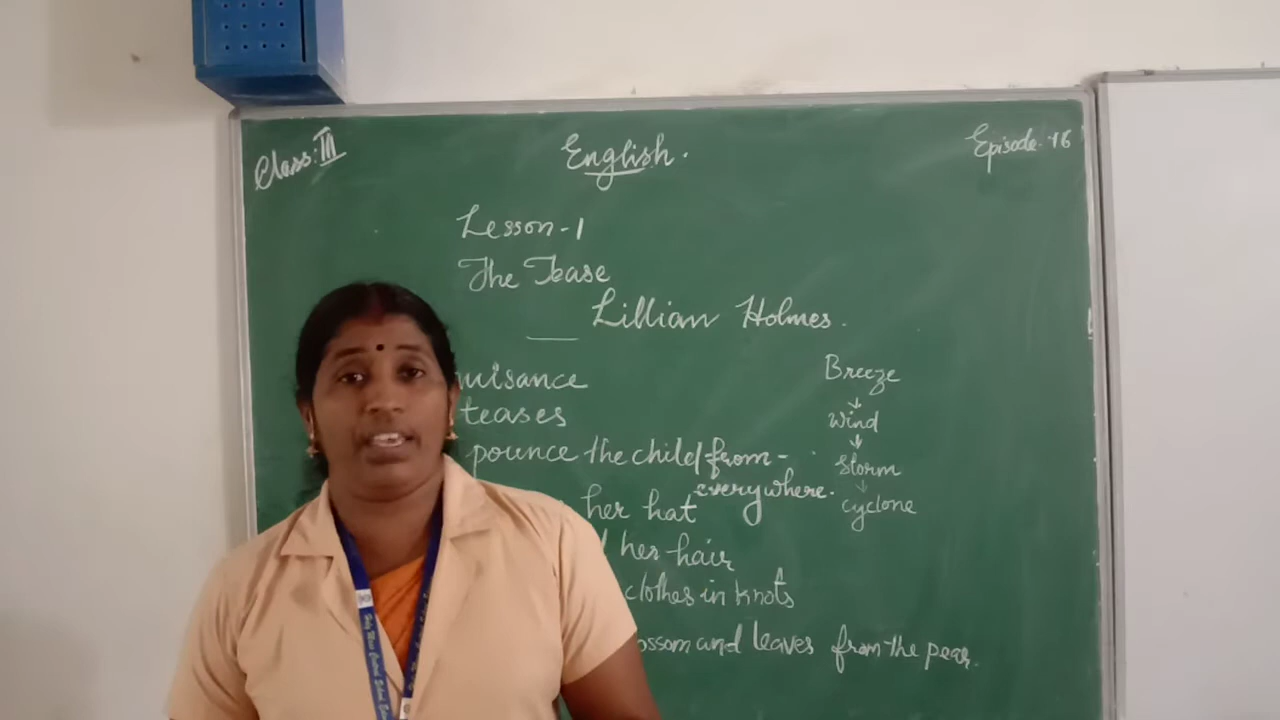 Class: III
English.
Episode-16
Lesson-1
The Tease
Lillian Holmes.
nuisance
teases
pounce the child from-
everywhere.
her hat
her hair
clothes in knots
ossom and leaves from the pear.
Breeze
Wind
Storm
cyclone